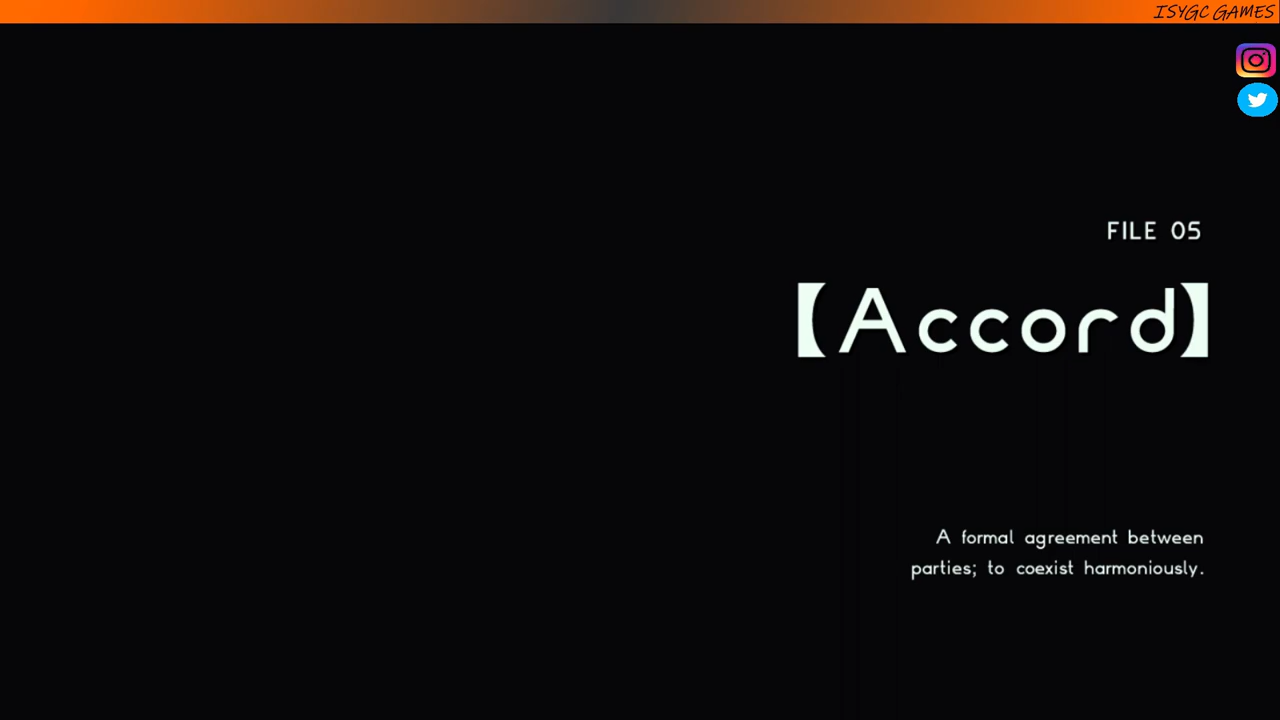 ISYGC GAMES
FILE 05
【Accord】
A formal agreement between
parties; to coexist harmoniously.